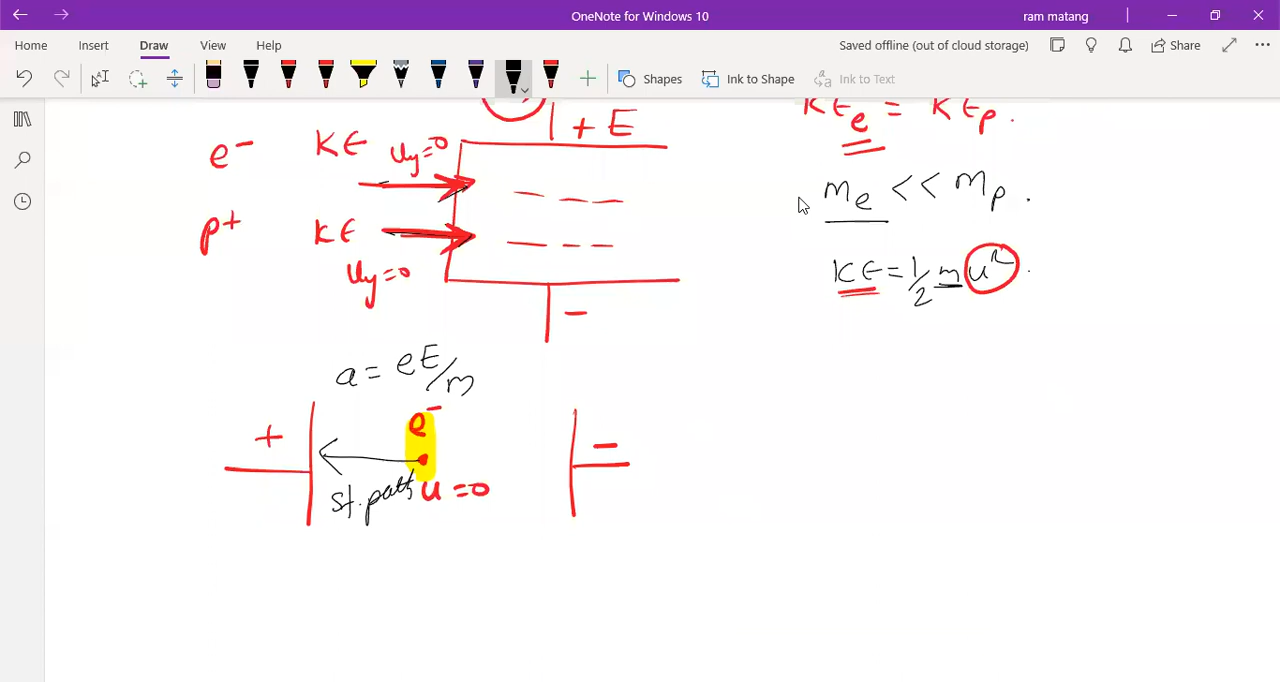 OneNote for Windows 10
ram matang
Home Insert Draw View Help
Saved offline (out of cloud storage)
Share
Shapes
Ink to Shape
Ink to Text
+ E
KEe = KEp.
e- KE uy=0
p+ KE
uy=0
me << mp.
KE = 1/2 mu².
-
a = eE/m
+ e- -
st. path u = 0